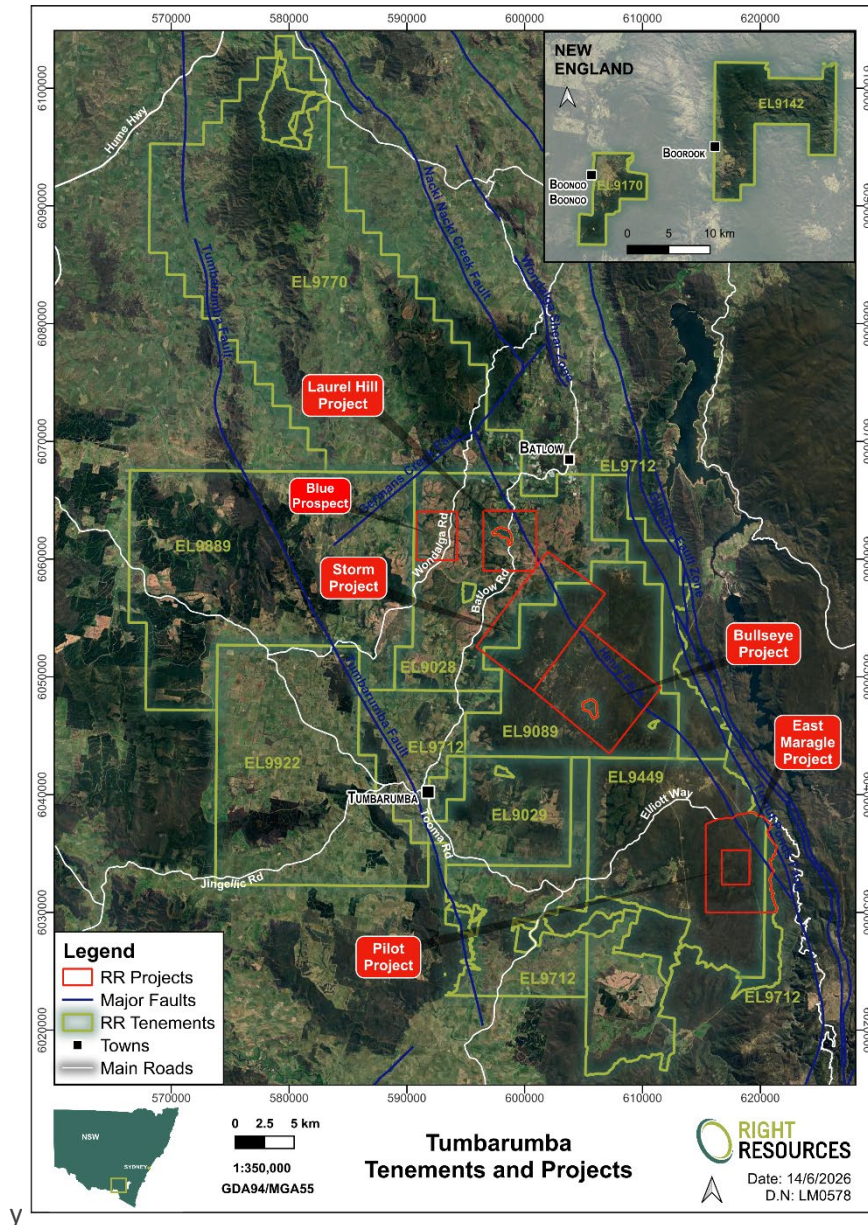 570000 580000 590000 600000 610000 620000
6100000
6090000
6080000
6070000
6060000
6050000
6040000
6030000
6020000
NEW
ENGLAND
EL9142
BOOROOK
BOONOO
BOONOO
EL9170
0 5 10 km
Hume Hwy
Nacki Nacki Creek Fault
Tumbarumba Fault
EL9770
Laurel Hill
Project
BATLOW
EL9712
Blue
Prospect
EL9889
Wondalga Rd
Storm
Project
Batlow Rd
Bullseye
Project
EL9028
Tumbarumba Fault
EL9089
East
Maragle
Project
EL9922
EL9712
EL9449
TUMBARUMBA
EL9029
Elliott Way
Tooma Rd
Jingellic Rd
Pilot
Project
EL9712
EL9712
Legend
RR Projects
Major Faults
RR Tenements
Towns
Main Roads
570000 580000 590000 600000 610000 620000
NSW
SYDNEY
0 2.5 5 km
1:350,000
GDA94/MGA55
Tumbarumba
Tenements and Projects
RIGHT
RESOURCES
Date: 14/6/2026
D.N: LM0578
y